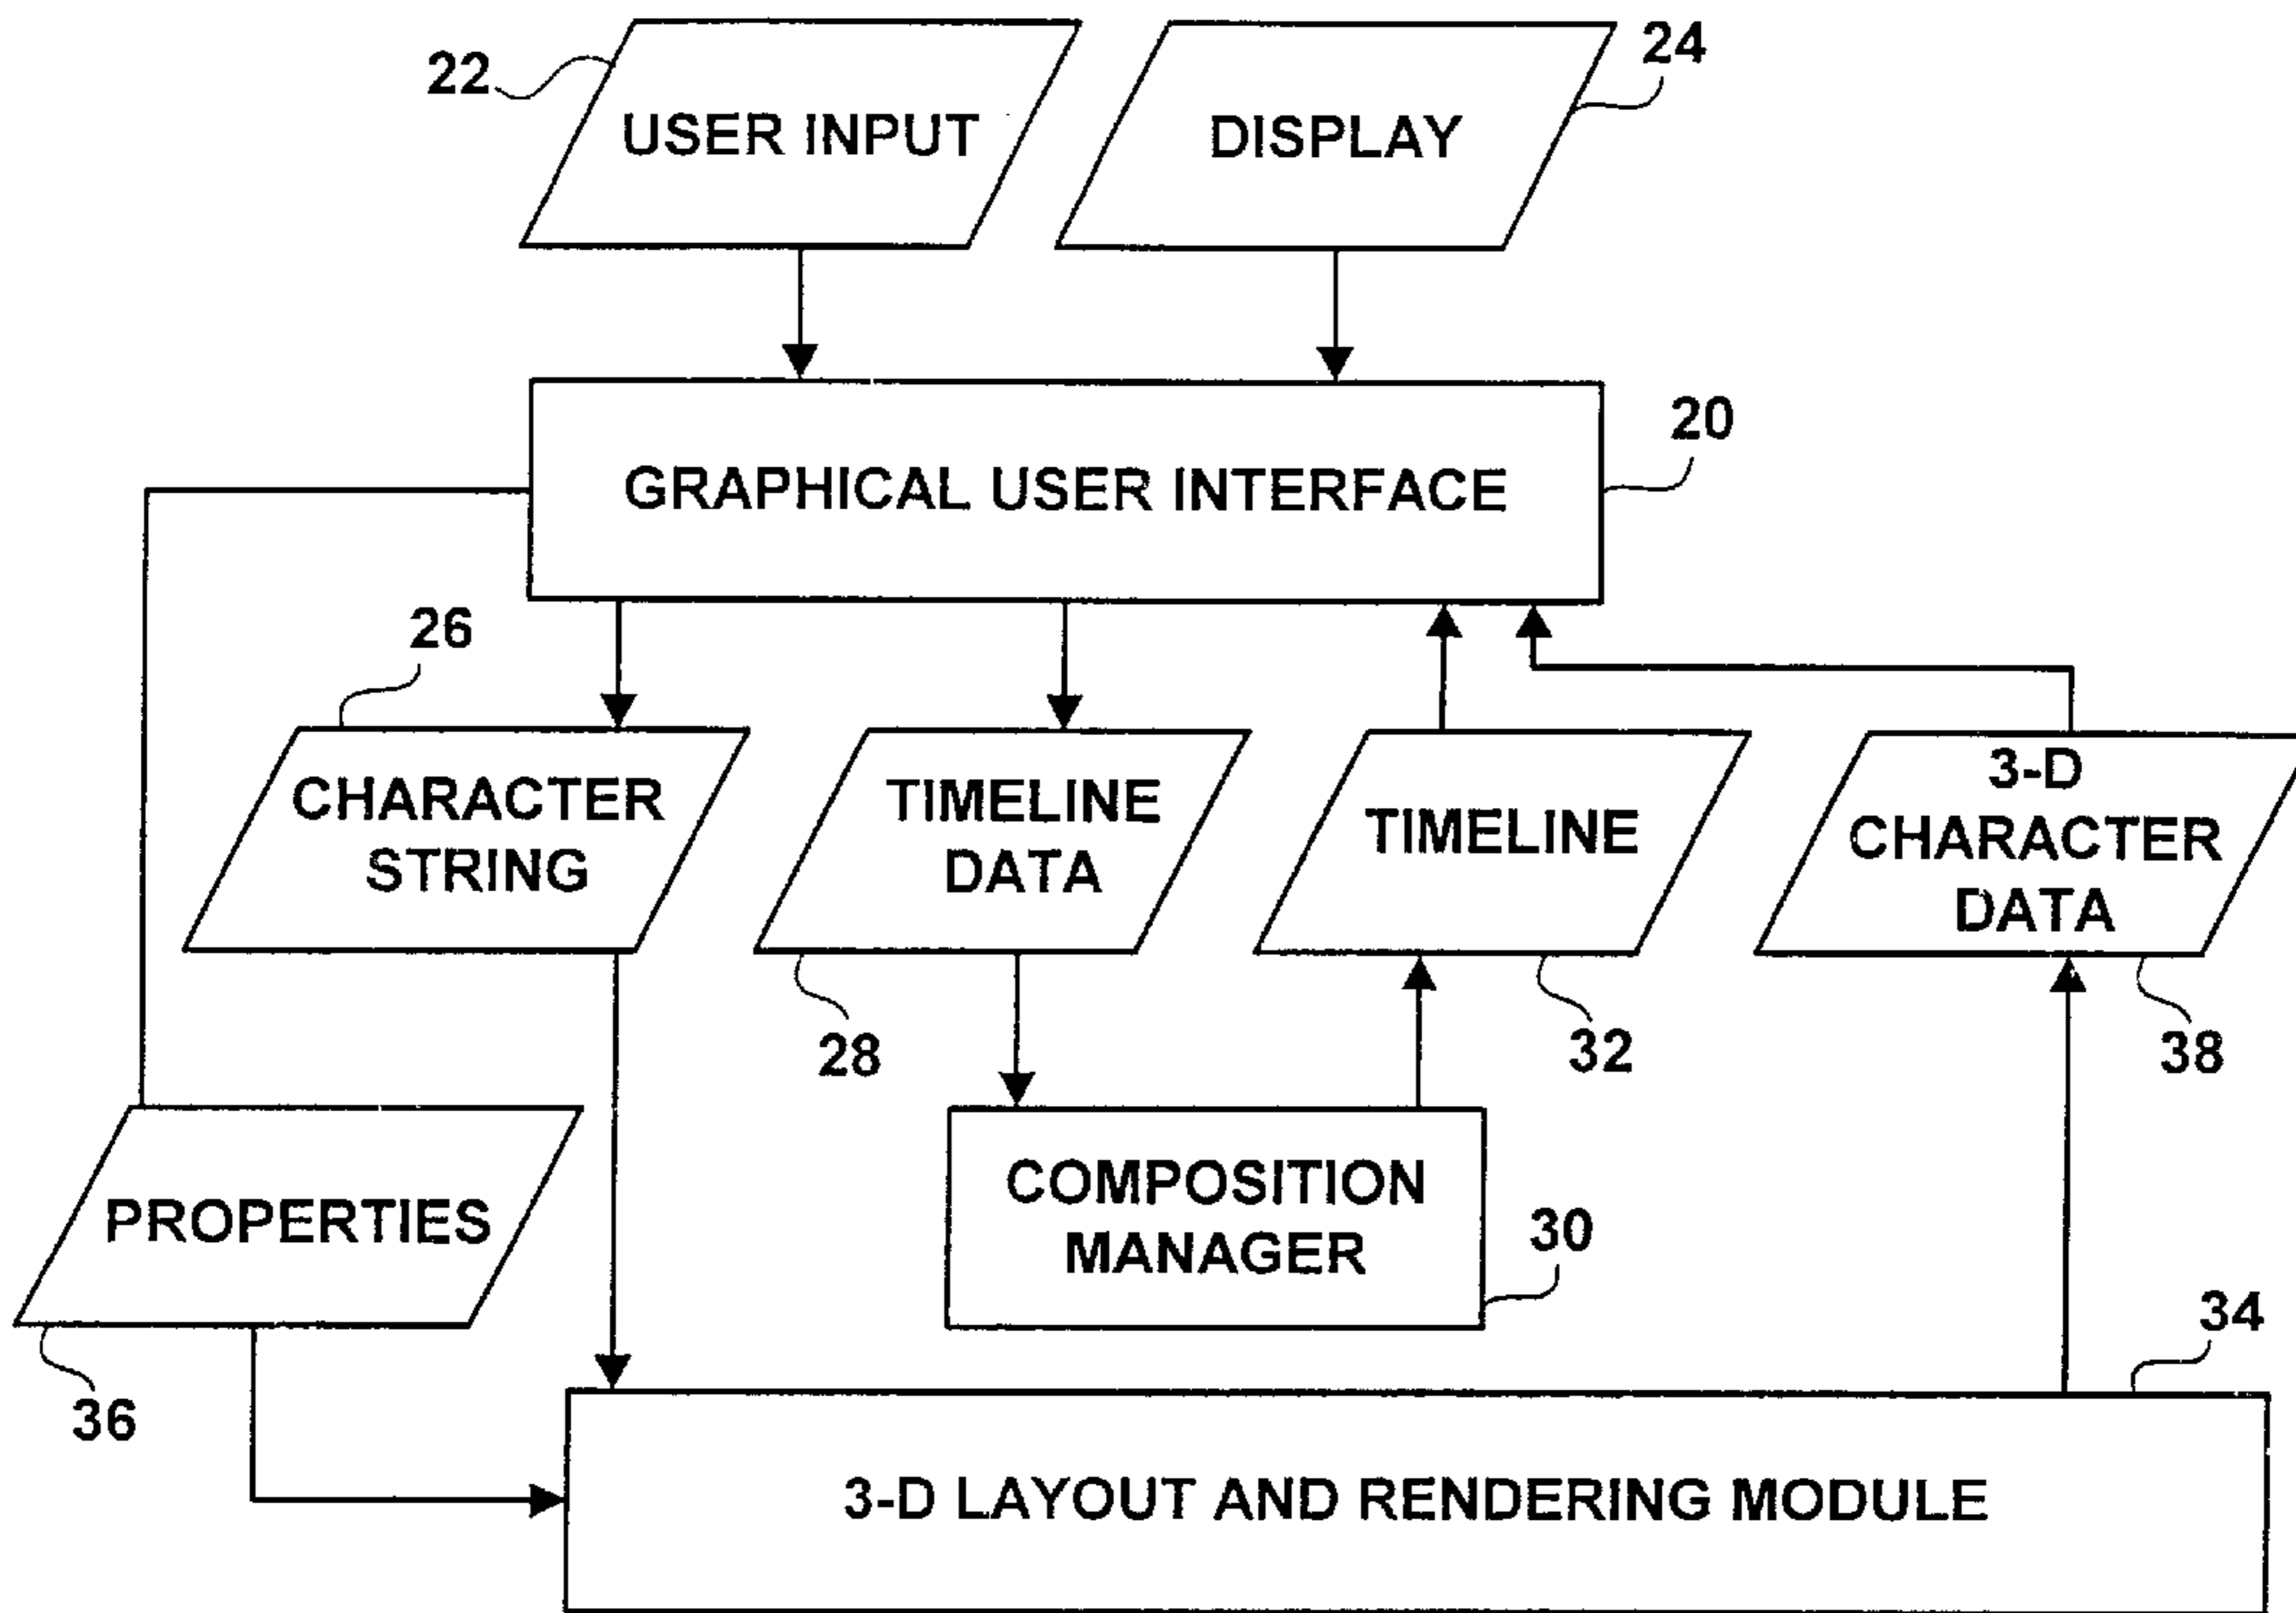 22
USER INPUT
DISPLAY
24
GRAPHICAL USER INTERFACE
20
26
CHARACTER
STRING
TIMELINE
DATA
TIMELINE
3-D
CHARACTER
DATA
28
32
38
PROPERTIES
COMPOSITION
MANAGER
30
36
34
3-D LAYOUT AND RENDERING MODULE